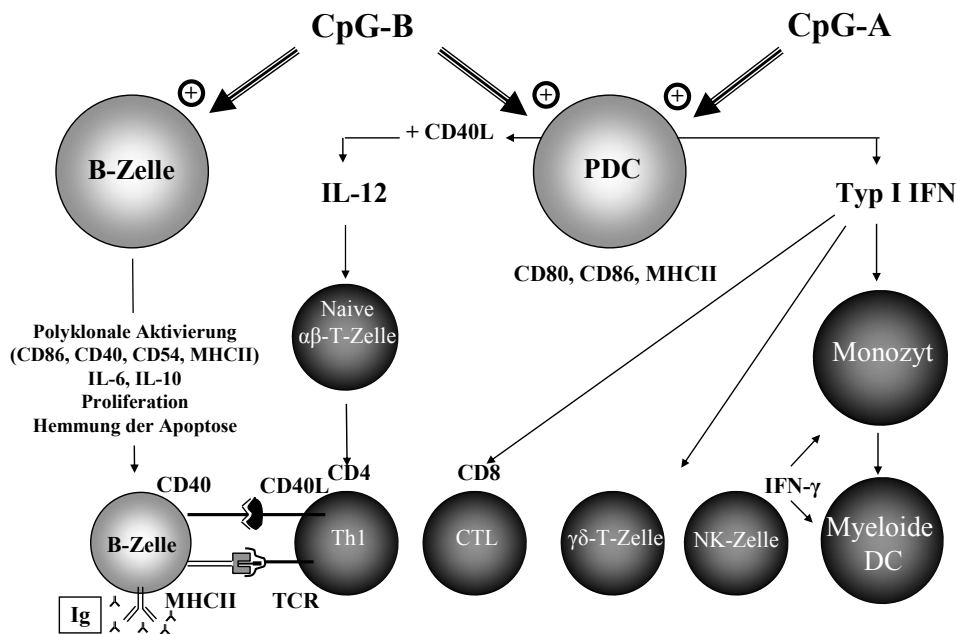 CpG-B
CpG-A
+
+
+
B-Zelle
+ CD40L
PDC
IL-12
Typ I IFN
CD80, CD86, MHCII
Naive
αβ-T-Zelle
Monozyt
Polyklonale Aktivierung
(CD86, CD40, CD54, MHCII)
IL-6, IL-10
Proliferation
Hemmung der Apoptose
CD40
CD40L
CD4
CD8
IFN-γ
B-Zelle
Th1
CTL
γδ-T-Zelle
NK-Zelle
Myeloide
DC
MHCII
TCR
Ig